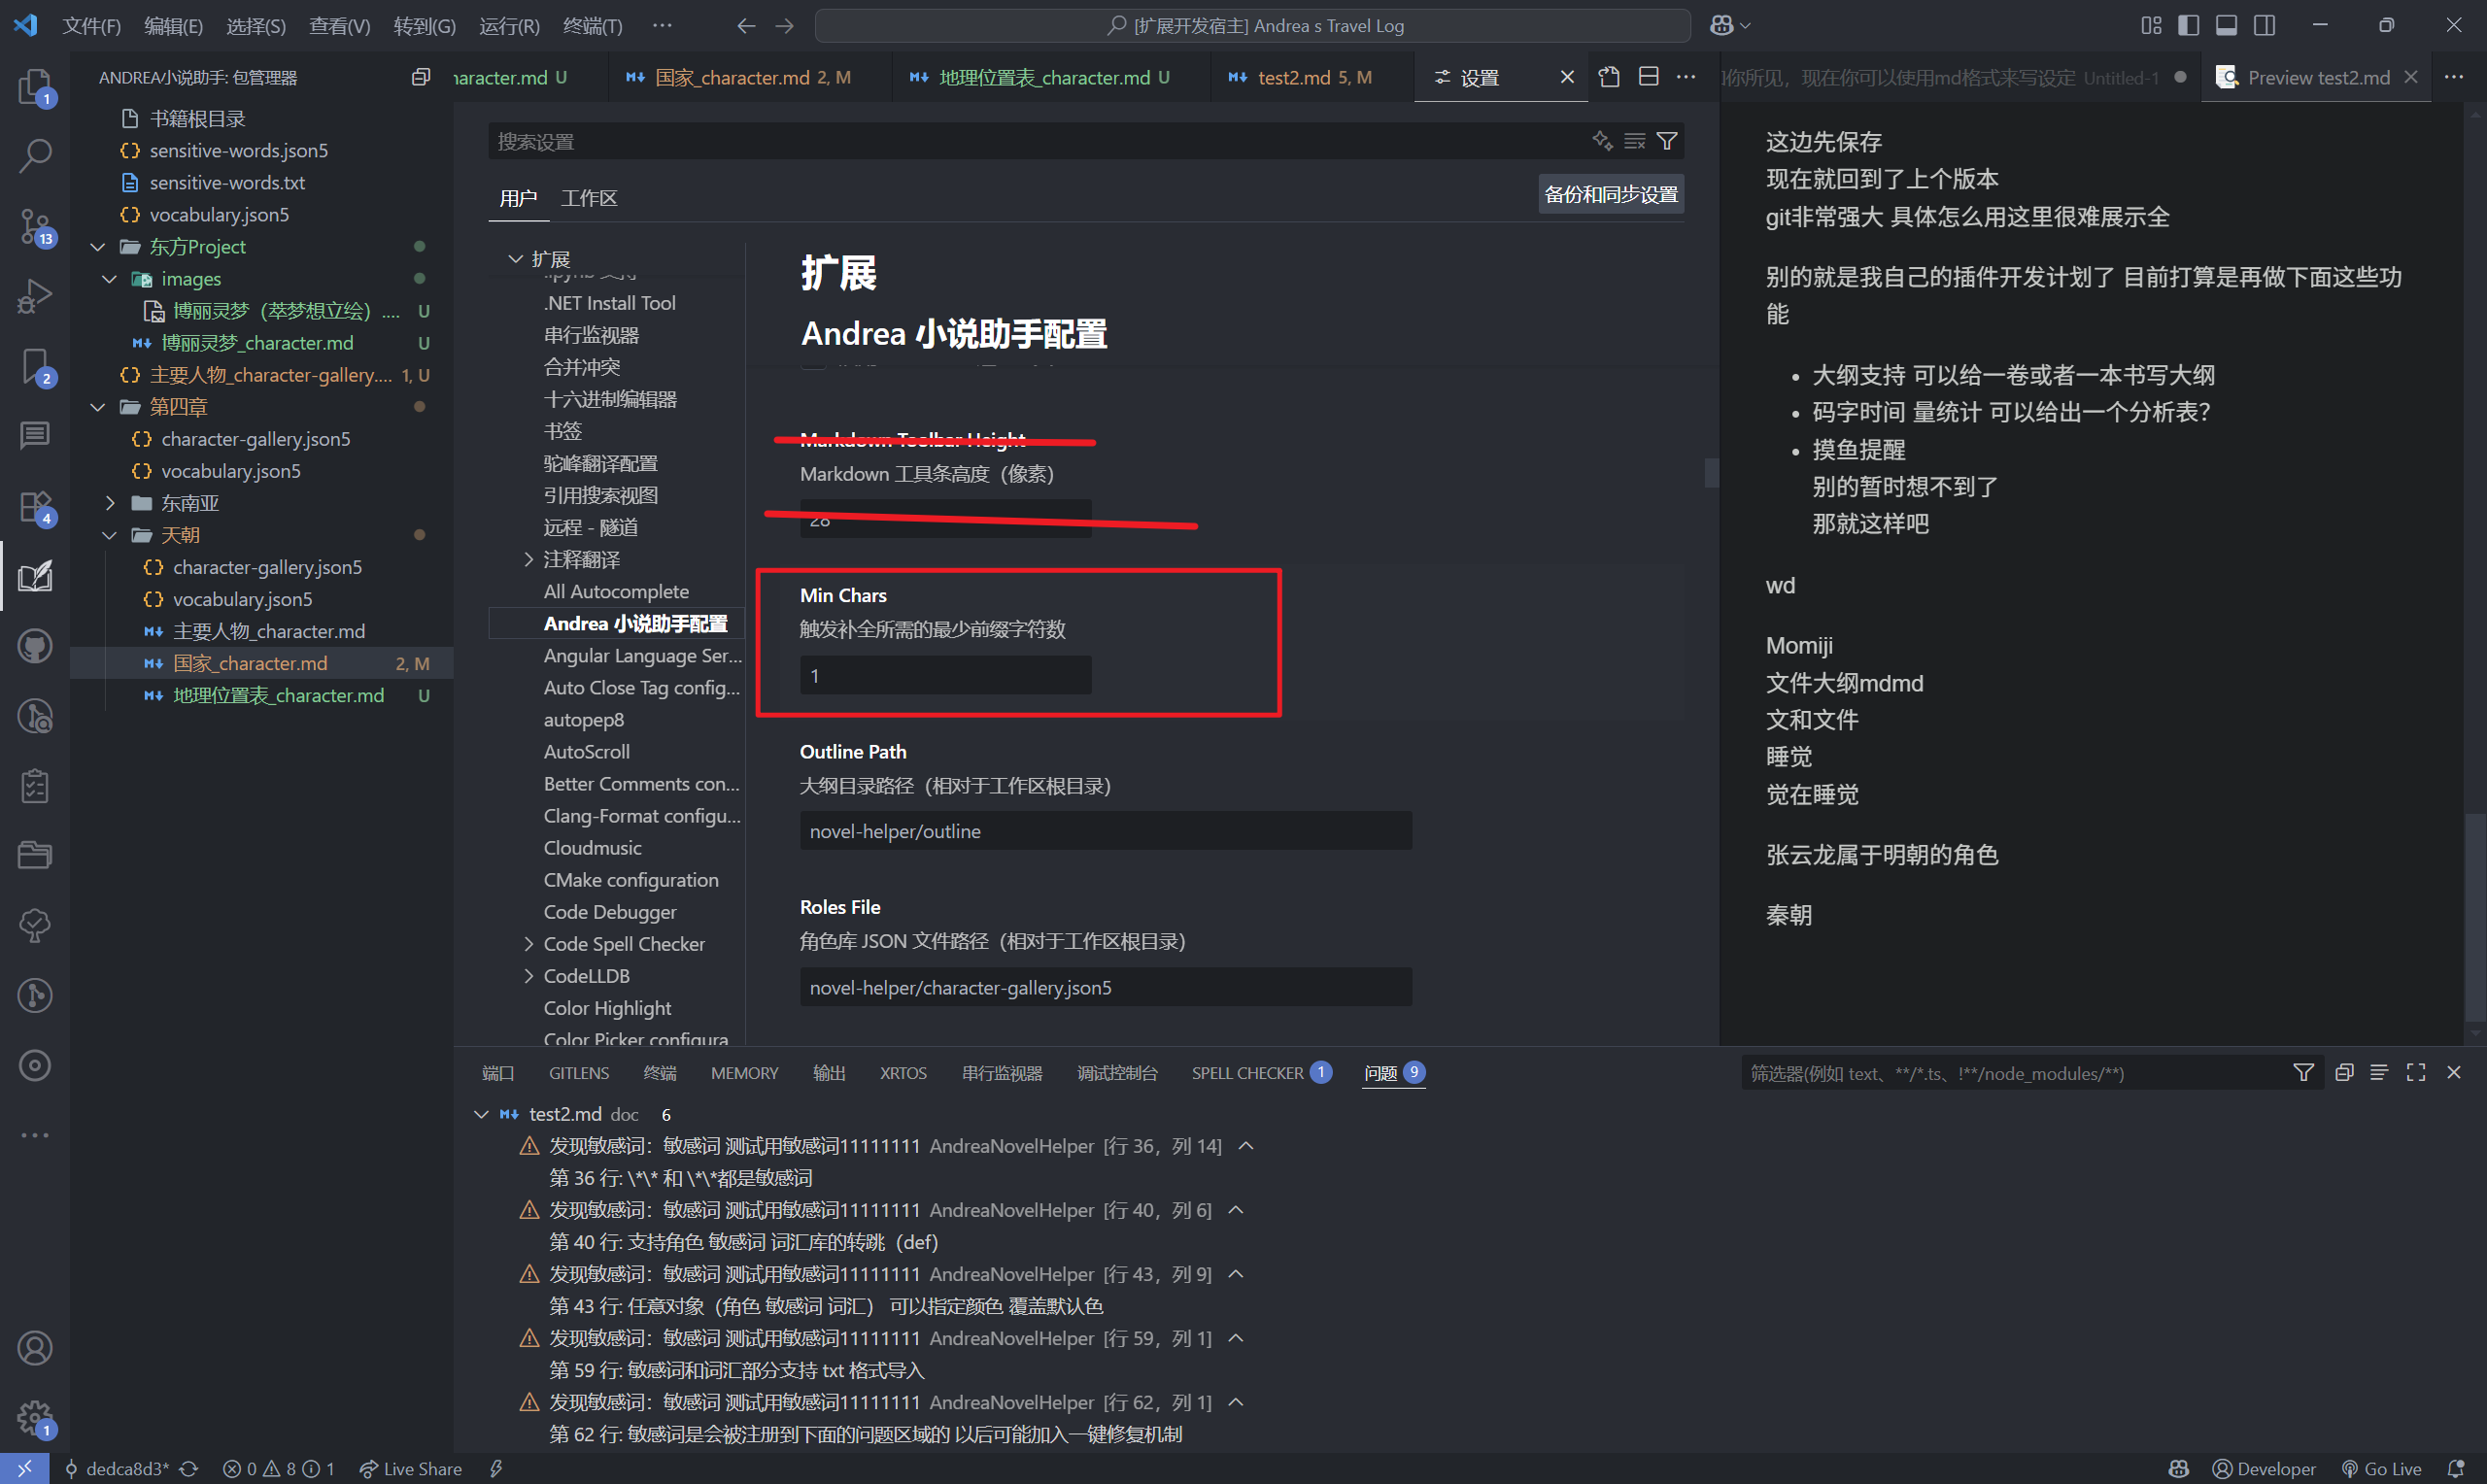 文件(F) 编辑(E) 选择(S) 查看(V) 转到(G) 运行(R) 终端(T) ··· [扩展开发宿主] Andrea s Travel Log
ANDREA/小说助手: 包管理器
书籍根目录
sensitive-words.json5
sensitive-words.txt
vocabulary.json5
东方Project
images
博丽灵梦（萃梦想立绘）.... U
博丽灵梦_character.md U
主要人物_character-gallery.... 1, U
第四章
character-gallery.json5
vocabulary.json5
东南亚
天朝
character-gallery.json5
vocabulary.json5
主要人物_character.md
国家_character.md 2, M
地理位置表_character.md U
1
13
2
4
1
haracter.md U 国家_character.md 2, M 地理位置表_character.md U test2.md 5, M 设置
搜索设置
用户 工作区 备份和同步设置
扩展
.NET Install Tool
串行监视器
合并冲突
十六进制编辑器
书签
驼峰翻译配置
引用搜索视图
远程 - 隧道
注释翻译
All Autocomplete
Andrea 小说助手配置
Angular Language Ser...
Auto Close Tag config...
autopep8
AutoScroll
Better Comments con...
Clang-Format configu...
Cloudmusic
CMake configuration
Code Debugger
Code Spell Checker
CodeLLDB
Color Highlight
Color Picker configura
扩展
Andrea 小说助手配置
Markdown Toolbar Height
Markdown 工具条高度（像素）
28
Min Chars
触发补全所需的最少前缀字符数
1
Outline Path
大纲目录路径（相对于工作区根目录）
novel-helper/outline
Roles File
角色库 JSON 文件路径（相对于工作区根目录）
novel-helper/character-gallery.json5
你所见，现在你可以使用md格式来写设定 Untitled-1 Preview test2.md
这边先保存
现在就回到了上个版本
git非常强大 具体怎么用这里很难展示全
别的就是我自己的插件开发计划了 目前打算是再做下面这些功
能
• 大纲支持 可以给一卷或者一本书写大纲
• 码字时间 量统计 可以给出一个分析表？
• 摸鱼提醒
别的暂时想不到了
那就这样吧
wd
Momiji
文件大纲mdmd
文和文件
睡觉
觉在睡觉
张云龙属于明朝的角色
秦朝
端口 GITLENS 终端 MEMORY 输出 XRTOS 串行监视器 调试控制台 SPELL CHECKER 1 问题 9 筛选器(例如 text、**/*.ts、!**/node_modules/**)
test2.md doc 6
发现敏感词：敏感词 测试用敏感词11111111 AndreaNovelHelper [行 36，列 14]
第 36 行: \*\* 和 \*\*都是敏感词
发现敏感词：敏感词 测试用敏感词11111111 AndreaNovelHelper [行 40，列 6]
第 40 行: 支持角色 敏感词 词汇库的转跳（def）
发现敏感词：敏感词 测试用敏感词11111111 AndreaNovelHelper [行 43，列 9]
第 43 行: 任意对象（角色 敏感词 词汇） 可以指定颜色 覆盖默认色
发现敏感词：敏感词 测试用敏感词11111111 AndreaNovelHelper [行 59，列 1]
第 59 行: 敏感词和词汇部分支持 txt 格式导入
发现敏感词：敏感词 测试用敏感词11111111 AndreaNovelHelper [行 62，列 1]
第 62 行: 敏感词是会被注册到下面的问题区域的 以后可能加入一键修复机制
dedca8d3* 0 8 1 Live Share Developer Go Live